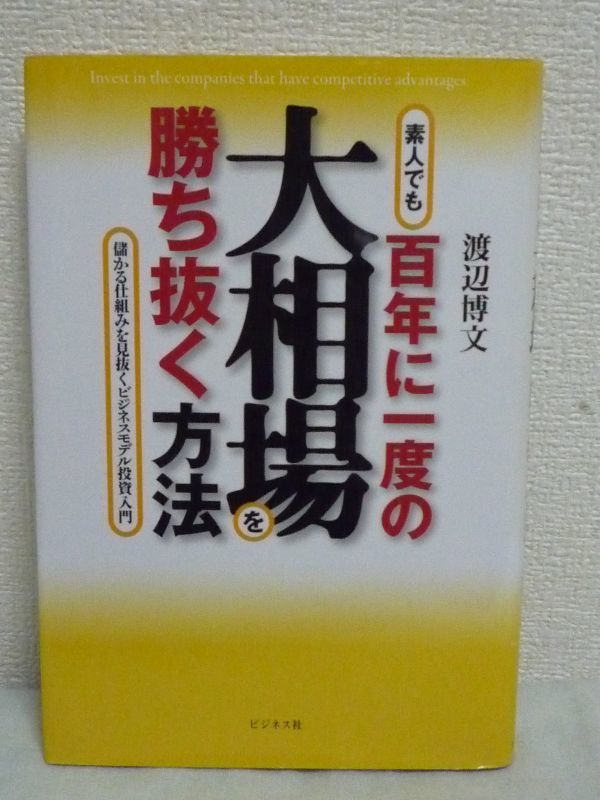 Invest in the companies that have competitive advantages
渡辺博文
素人でも
百年に一度の
大相場を
勝ち抜く方法
儲かる仕組みを見抜くビジネスモデル投資入門
ビジネス社